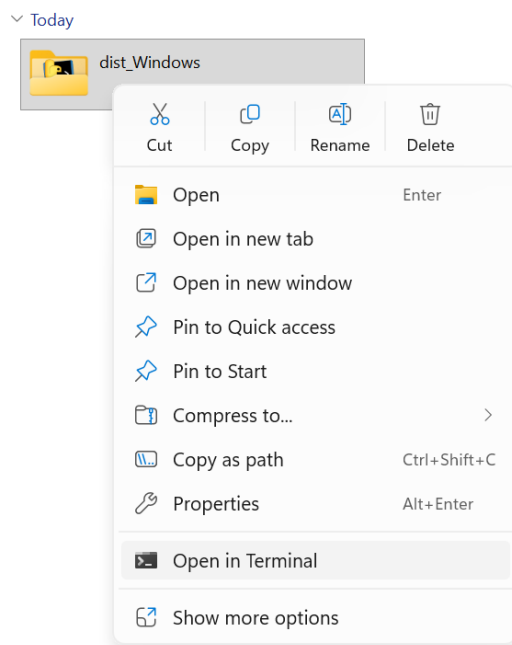 Today
dist_Windows
Cut Copy Rename Delete
Open Enter
Open in new tab
Open in new window
Pin to Quick access
Pin to Start
Compress to...
Copy as path Ctrl+Shift+C
Properties Alt+Enter
Open in Terminal
Show more options